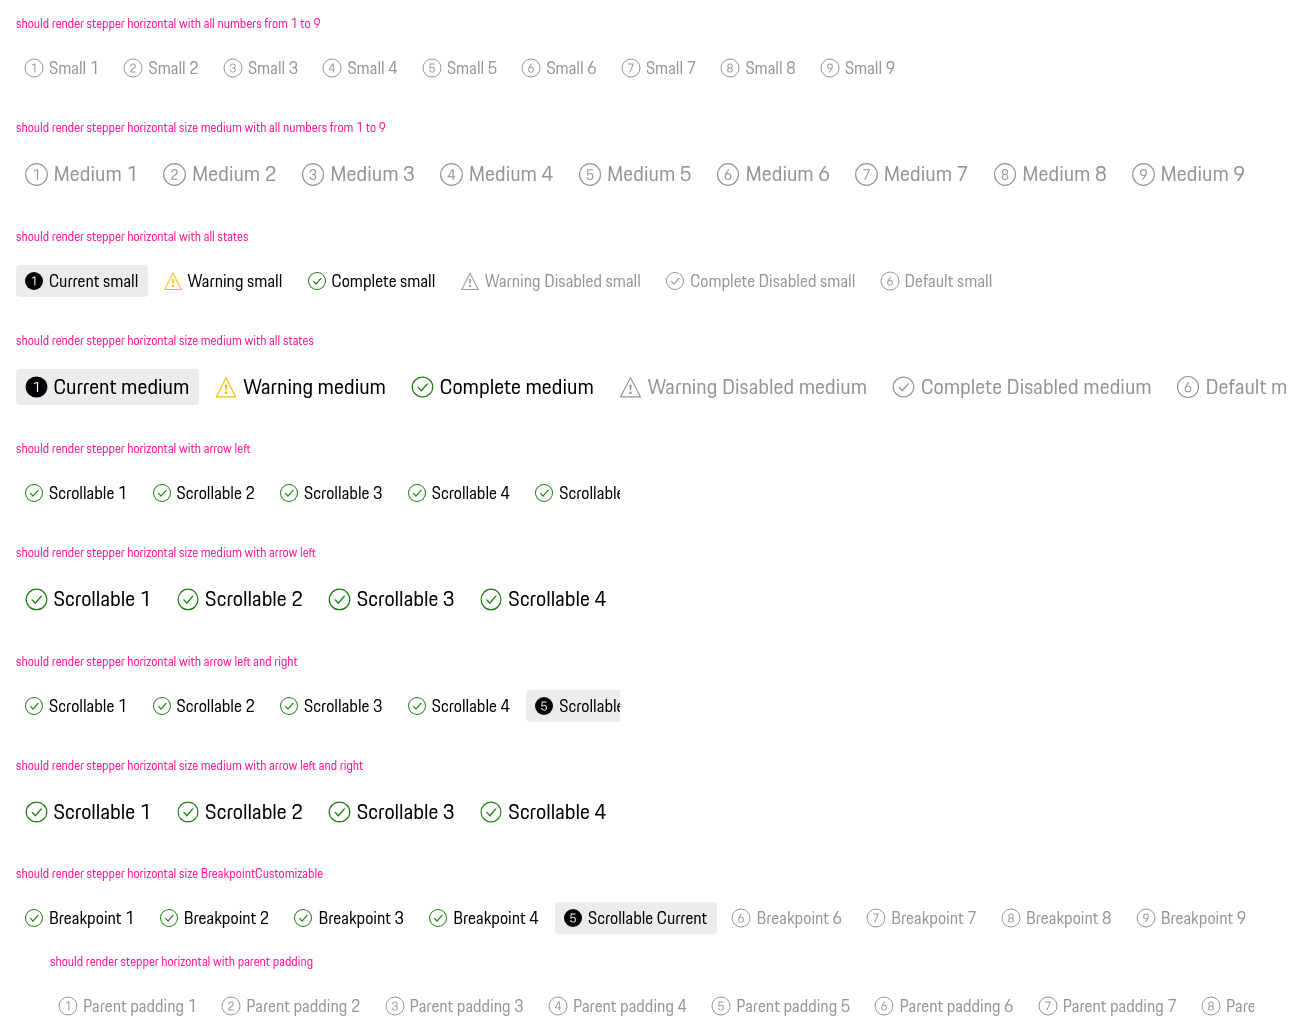 should render stepper horizontal with all numbers from 1 to 9
1 Small 1 2 Small 2 3 Small 3 4 Small 4 5 Small 5 6 Small 6 7 Small 7 8 Small 8 9 Small 9
should render stepper horizontal size medium with all numbers from 1 to 9
1 Medium 1 2 Medium 2 3 Medium 3 4 Medium 4 5 Medium 5 6 Medium 6 7 Medium 7 8 Medium 8 9 Medium 9
should render stepper horizontal with all states
1 Current small Warning small Complete small Warning Disabled small Complete Disabled small 6 Default small
should render stepper horizontal size medium with all states
1 Current medium Warning medium Complete medium Warning Disabled medium Complete Disabled medium 6 Default m
should render stepper horizontal with arrow left
Scrollable 1 Scrollable 2 Scrollable 3 Scrollable 4 Scrollable
should render stepper horizontal size medium with arrow left
Scrollable 1 Scrollable 2 Scrollable 3 Scrollable 4
should render stepper horizontal with arrow left and right
Scrollable 1 Scrollable 2 Scrollable 3 Scrollable 4 5 Scrollable
should render stepper horizontal size medium with arrow left and right
Scrollable 1 Scrollable 2 Scrollable 3 Scrollable 4
should render stepper horizontal size BreakpointCustomizable
Breakpoint 1 Breakpoint 2 Breakpoint 3 Breakpoint 4 5 Scrollable Current 6 Breakpoint 6 7 Breakpoint 7 8 Breakpoint 8 9 Breakpoint 9
should render stepper horizontal with parent padding
1 Parent padding 1 2 Parent padding 2 3 Parent padding 3 4 Parent padding 4 5 Parent padding 5 6 Parent padding 6 7 Parent padding 7 8 Pare